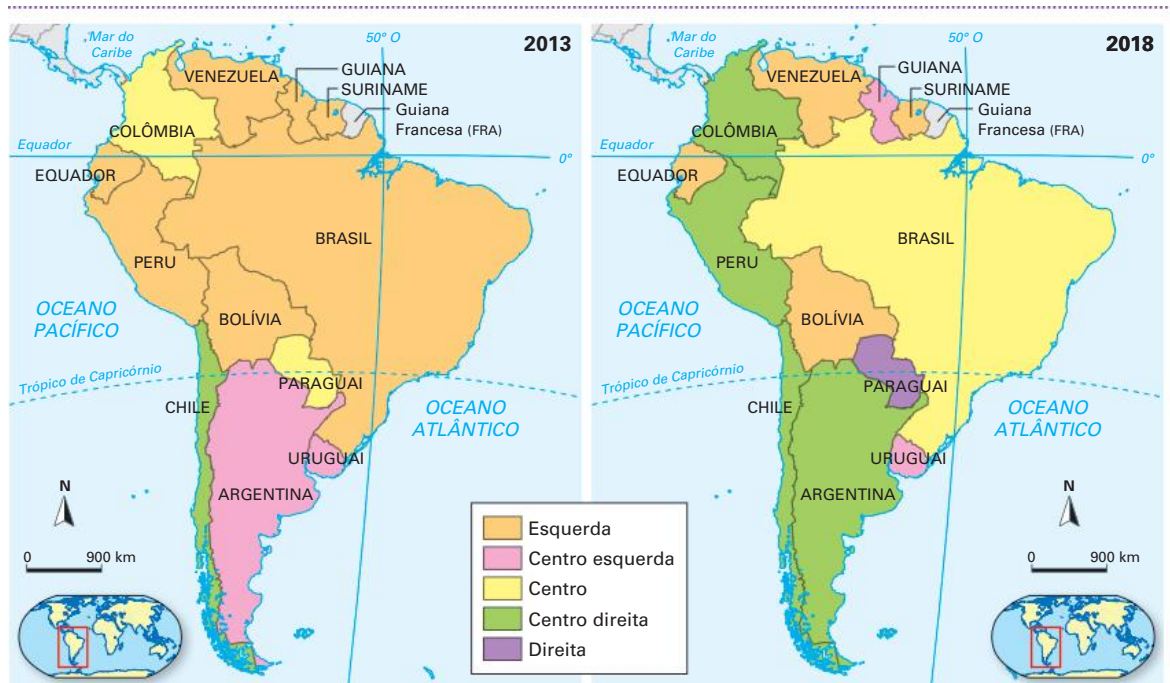 Mar do
Caribe
50° O
2013
VENEZUELA
GUIANA
SURINAME
Guiana
Francesa (FRA)
COLÔMBIA
Equador
0°
EQUADOR
BRASIL
PERU
OCEANO
PACÍFICO
BOLÍVIA
Trópico de Capricórnio
PARAGUAI
CHILE
OCEANO
ATLÂNTICO
URUGUAI
ARGENTINA
N
0 900 km
Mar do
Caribe
50° O
2018
VENEZUELA
GUIANA
SURINAME
Guiana
Francesa (FRA)
COLÔMBIA
Equador
0°
EQUADOR
BRASIL
PERU
OCEANO
PACÍFICO
BOLÍVIA
Trópico de Capricórnio
PARAGUAI
CHILE
OCEANO
ATLÂNTICO
URUGUAI
ARGENTINA
N
0 900 km
Esquerda
Centro esquerda
Centro
Centro direita
Direita